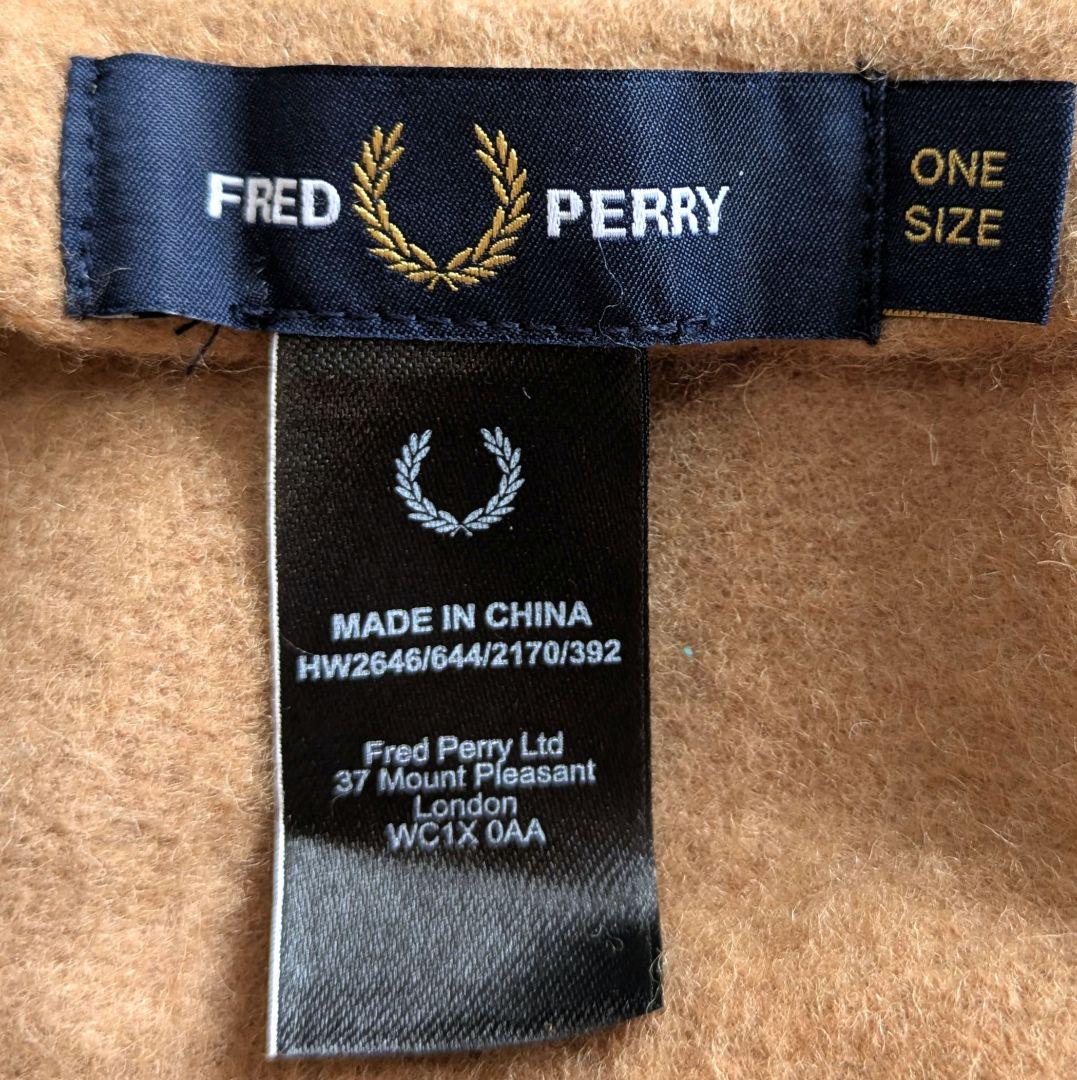 FRED PERRY
ONE
SIZE
MADE IN CHINA
HW2646/644/2170/392
Fred Perry Ltd
37 Mount Pleasant
London
WC1X 0AA